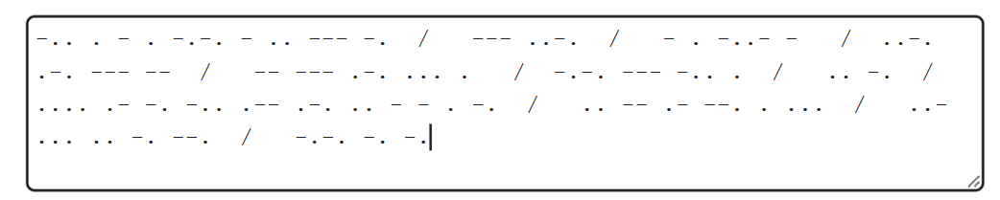 -.. . - . -.-. - .. --- -. / --- ..-. / - . -..- - / ..-.
.-. --- -- / -- --- .-. ... . / -.-. --- -.. . / .. -. /
.... .- -. -.. .-- .-. .. - - . -. / .. -- .- --. . ... / ..-
... .. -. --. / -.-. -. -.